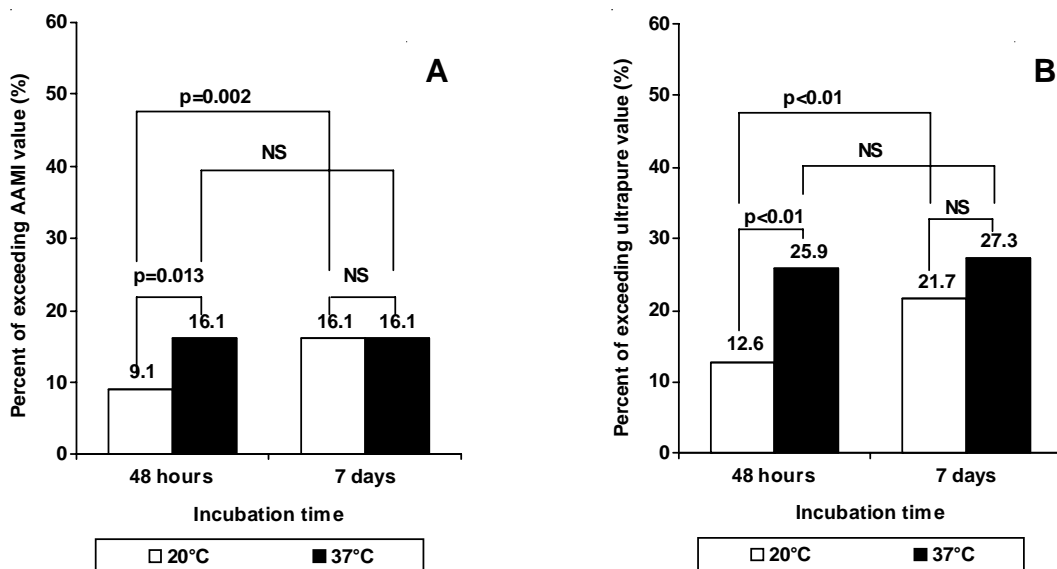 A
Percent of exceeding AAMI value (%)
60
50
40
30
20
10
0
p=0.002
NS
p=0.013
NS
9.1
16.1
16.1
16.1
48 hours
7 days
Incubation time
20°C
37°C
B
Percent of exceeding ultrapure value (%)
60
50
40
30
20
10
0
p<0.01
NS
p<0.01
NS
12.6
25.9
21.7
27.3
48 hours
7 days
Incubation time
20°C
37°C